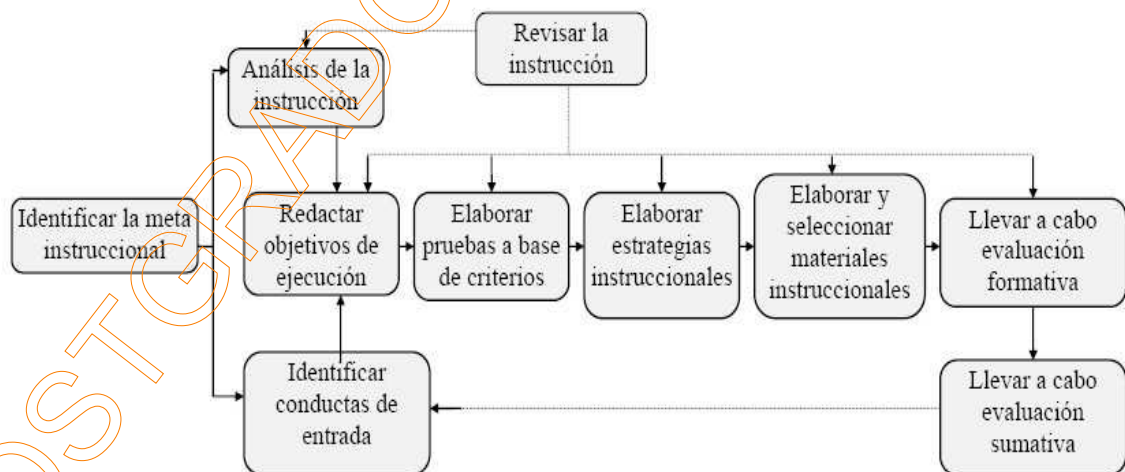 Revisar la
instrucción
Análisis de la
instrucción
Identificar la meta
instruccional
Redactar
objetivos de
ejecución
Elaborar
pruebas a base
de criterios
Elaborar
estrategias
instruccionales
Elaborar y
seleccionar
materiales
instruccionales
Llevar a cabo
evaluación
formativa
Identificar
conductas de
entrada
Llevar a cabo
evaluación
sumativa
OSTGRADO